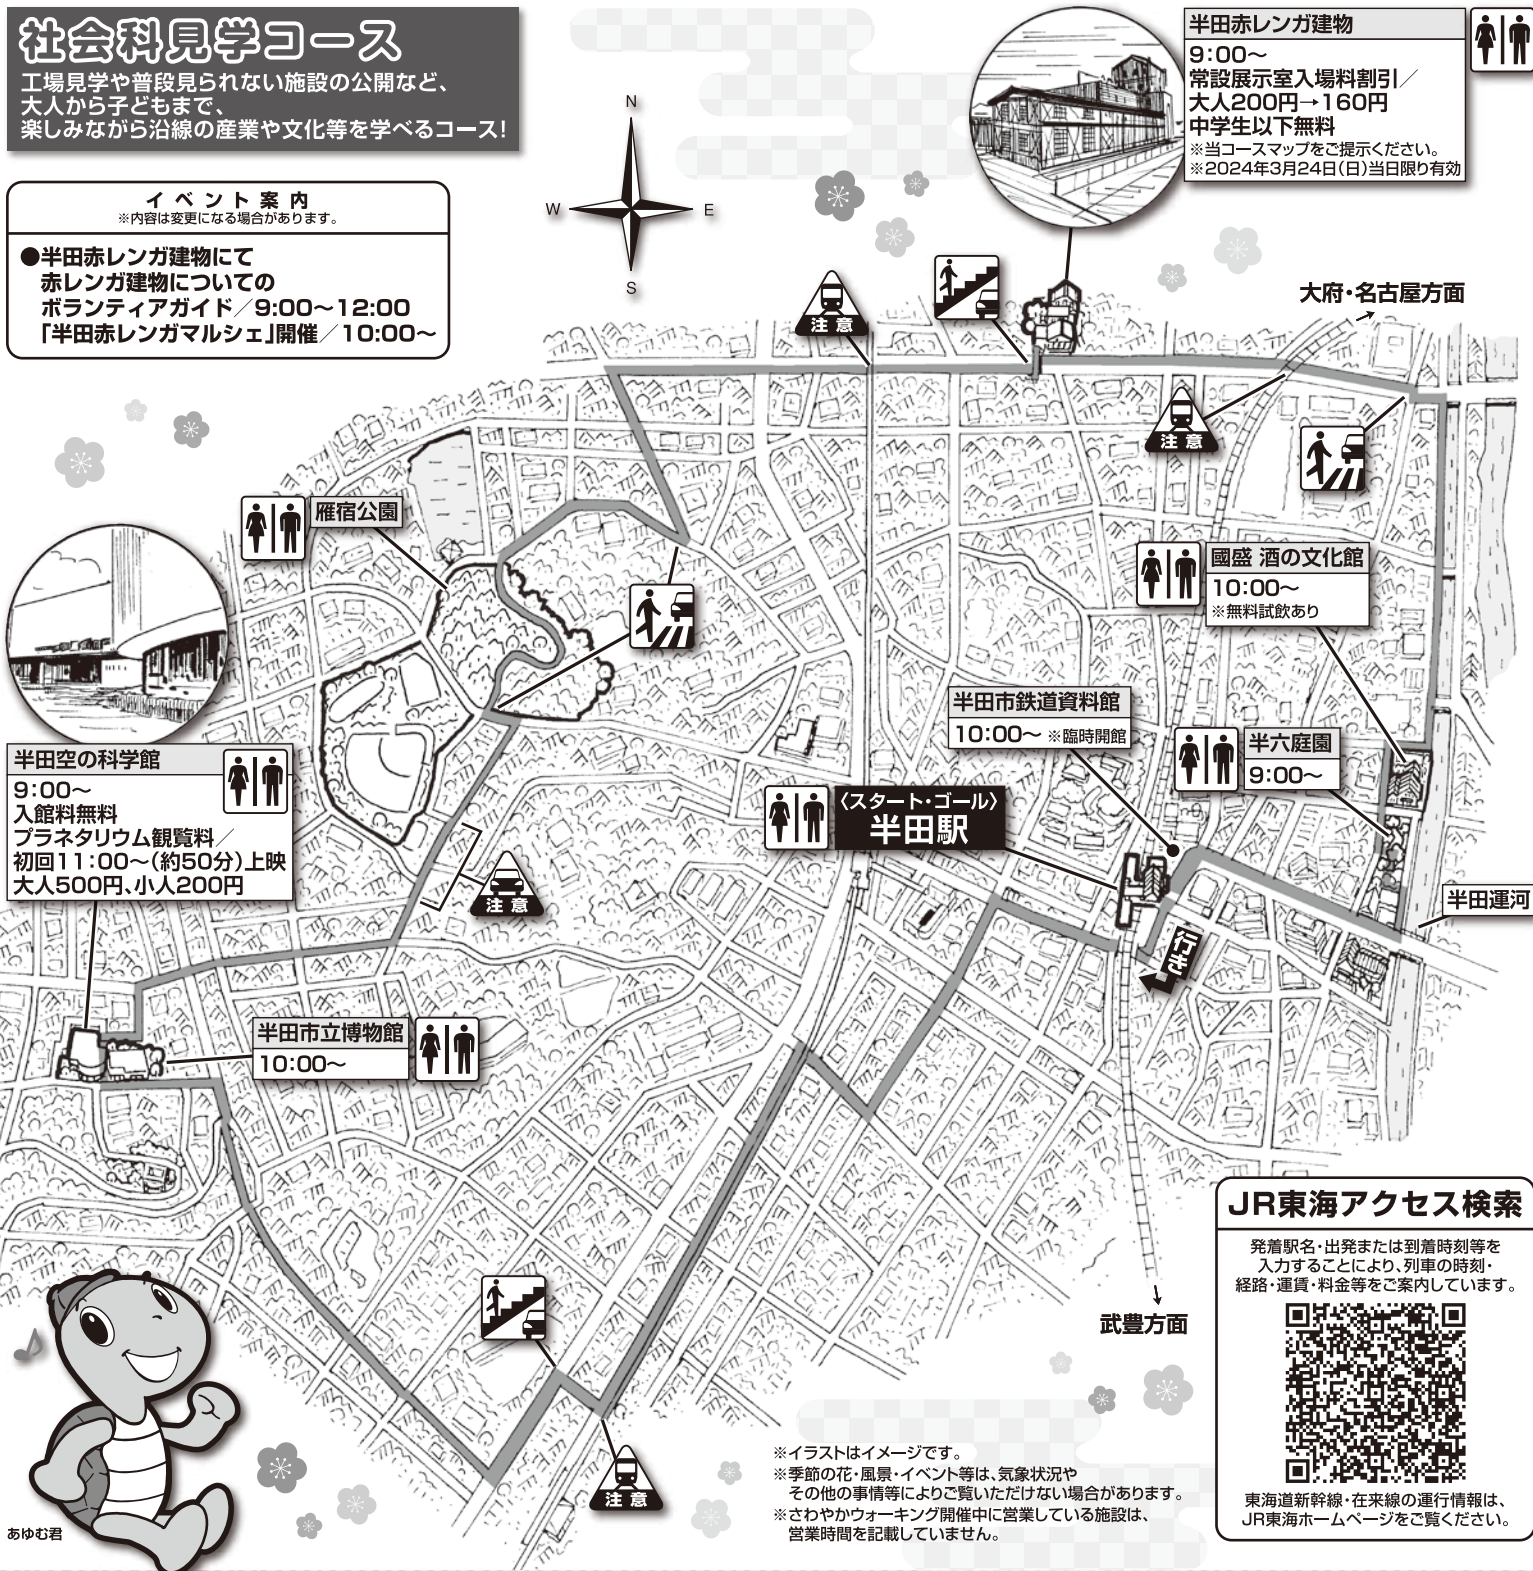 社会科見学コース
工場見学や普段見られない施設の公開など、
大人から子どもまで、
楽しみながら沿線の産業や文化等を学べるコース!
イベント案内
※内容は変更になる場合があります。
●半田赤レンガ建物にて
赤レンガ建物についての
ボランティアガイド/9:00〜12:00
「半田赤レンガマルシェ」開催/10:00〜
N
W
E
S
半田赤レンガ建物
9:00〜
常設展示室入場料割引/
大人200円→160円
中学生以下無料
※当コースマップをご提示ください。
※2024年3月24日(日)当日限り有効
大府・名古屋方面
→
注意
注意
雁宿公園
國盛 酒の文化館
10:00〜
※無料試飲あり
半田市鉄道資料館
10:00〜 ※臨時開館
半六庭園
9:00〜
半田空の科学館
9:00〜
入館料無料
プラネタリウム観覧料/
初回11:00〜(約50分)上映
大人500円、小人200円
〈スタート・ゴール〉
半田駅
注意
半田運河
行き
半田市立博物館
10:00〜
武豊方面
注意
JR東海アクセス検索
発着駅名・出発または到着時刻等を
入力することにより、列車の時刻・
経路・運賃・料金等をご案内しています。
東海道新幹線・在来線の運行情報は、
JR東海ホームページをご覧ください。
※イラストはイメージです。
※季節の花・風景・イベント等は、気象状況や
その他の事情等によりご覧いただけない場合があります。
※さわやかウォーキング開催中に営業している施設は、
営業時間を記載していません。
あゆむ君